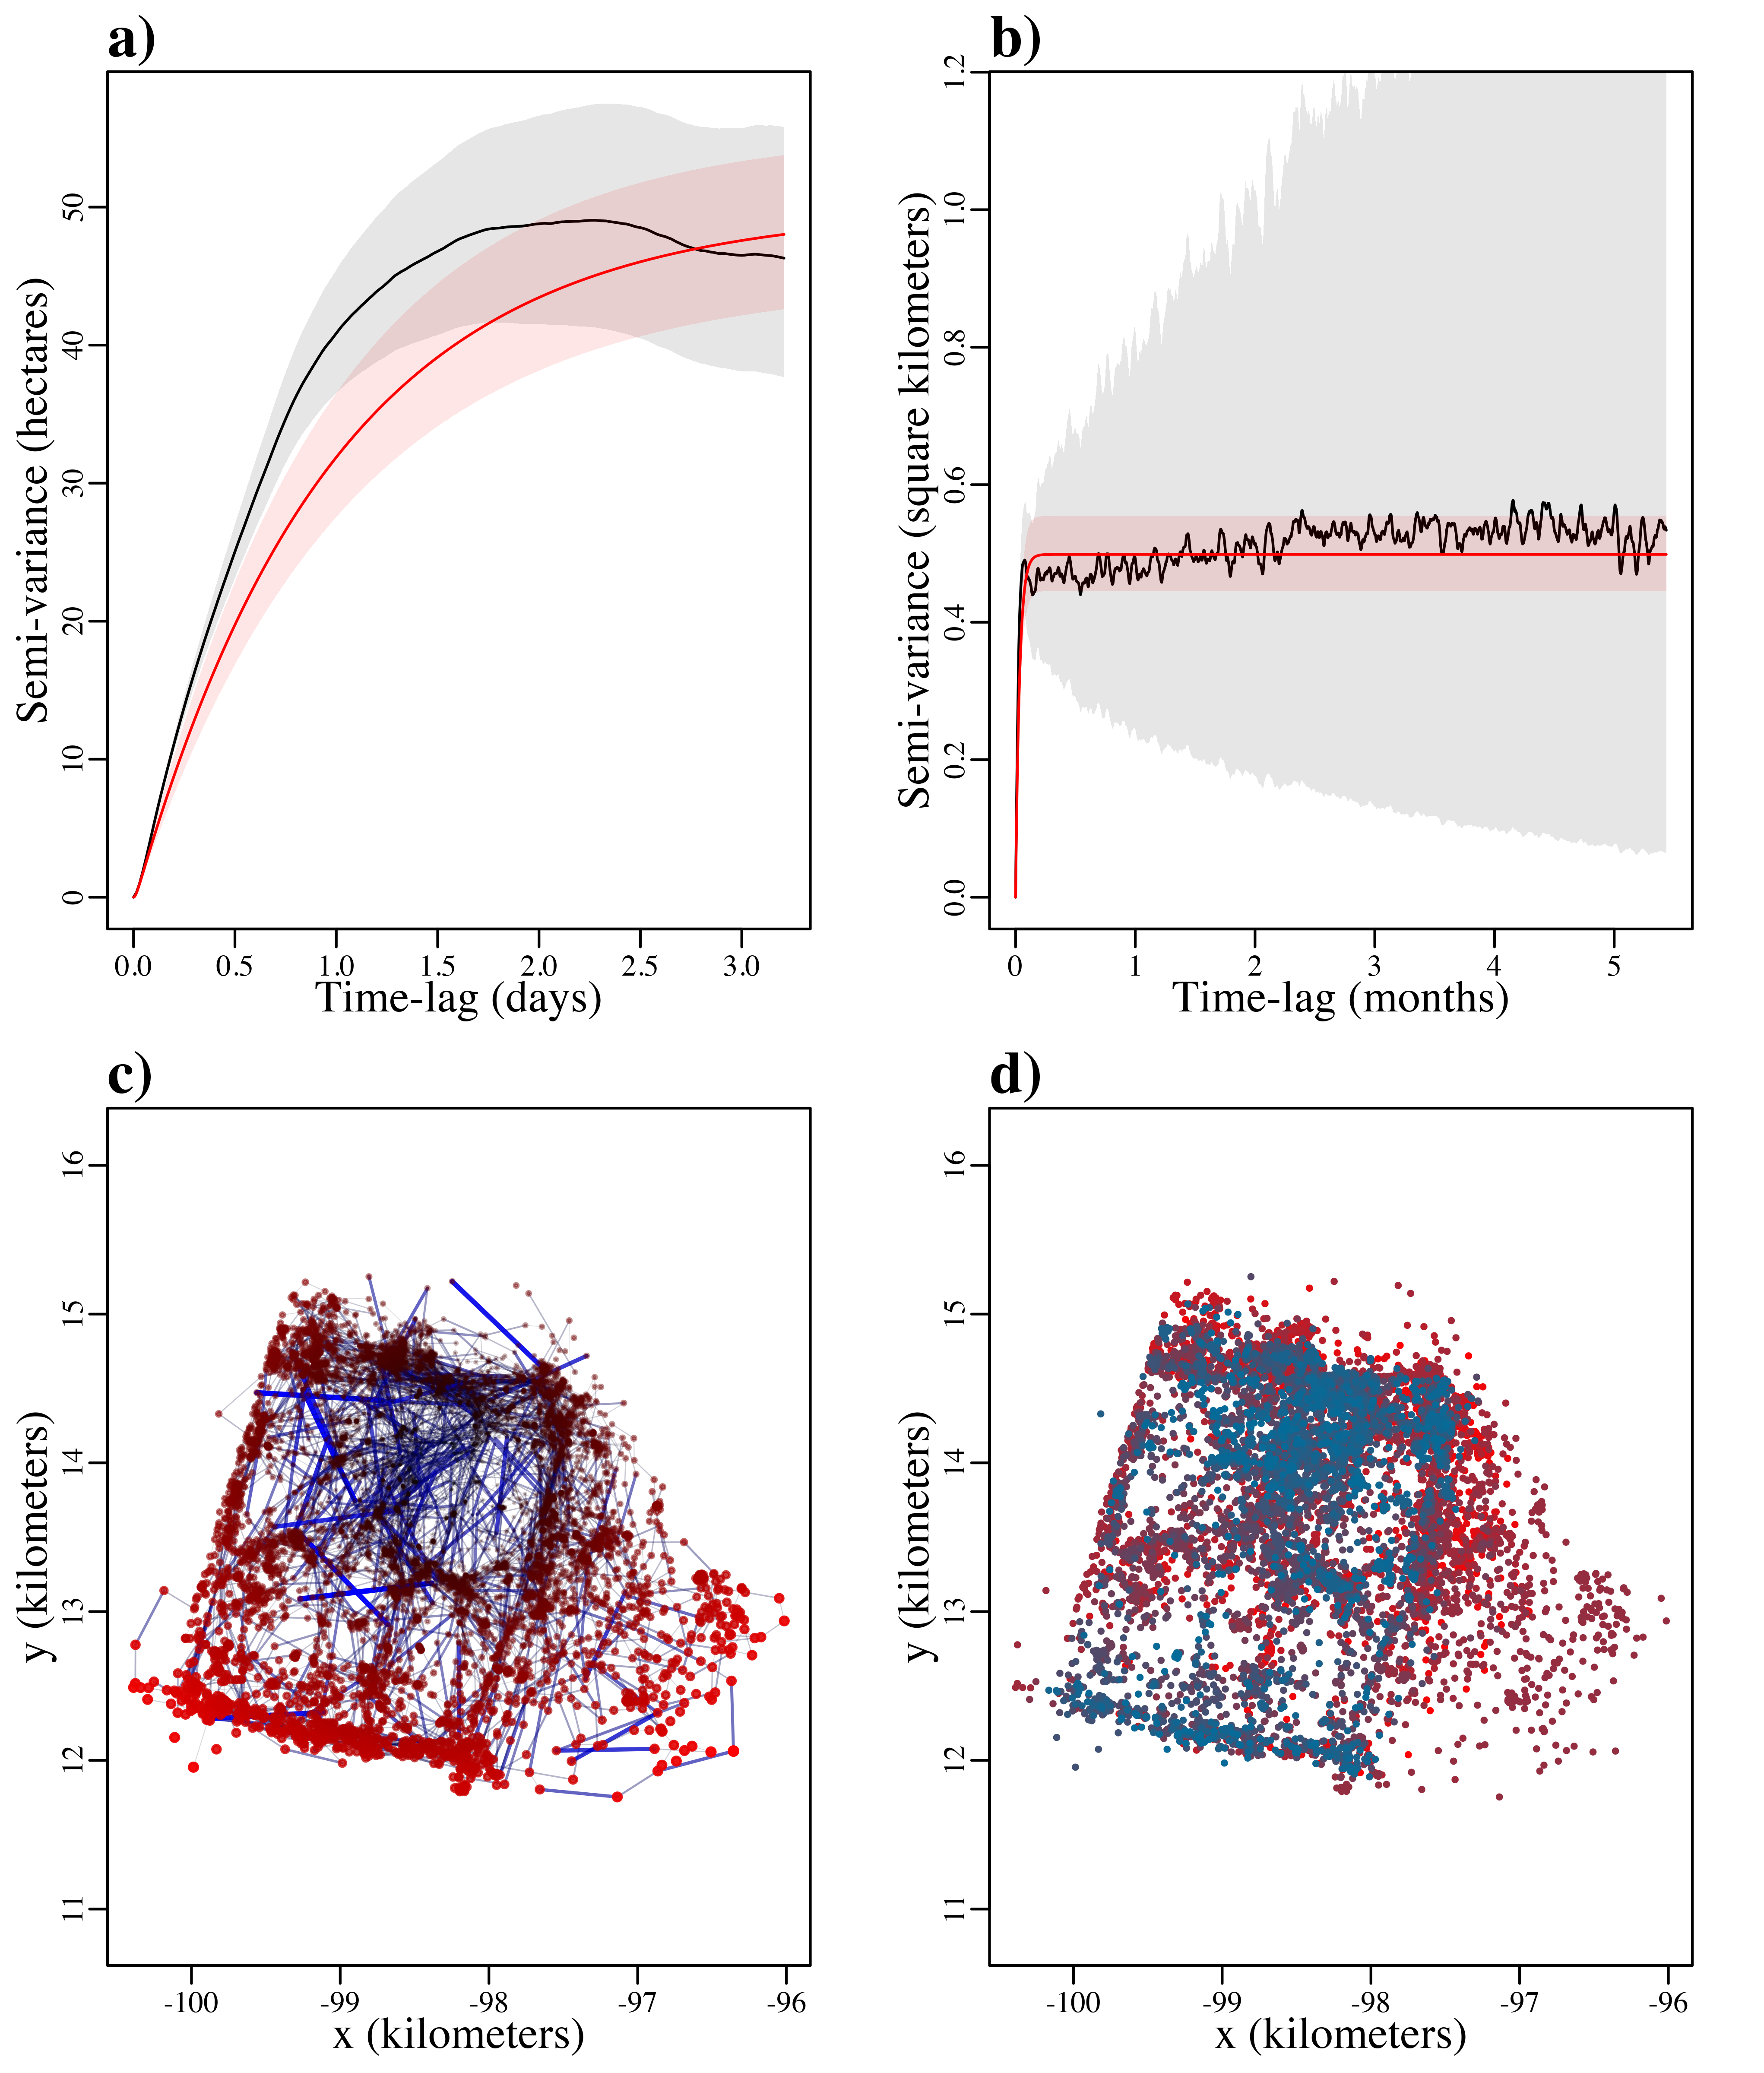 a)
Semi-variance (hectares)
50
40
30
20
10
0
0.0 0.5 1.0 1.5 2.0 2.5 3.0
Time-lag (days)
b)
Semi-variance (square kilometers)
1.2
1.0
0.8
0.6
0.4
0.2
0.0
0 1 2 3 4 5
Time-lag (months)
c)
y (kilometers)
16
15
14
13
12
11
-100 -99 -98 -97 -96
x (kilometers)
d)
y (kilometers)
16
15
14
13
12
11
-100 -99 -98 -97 -96
x (kilometers)